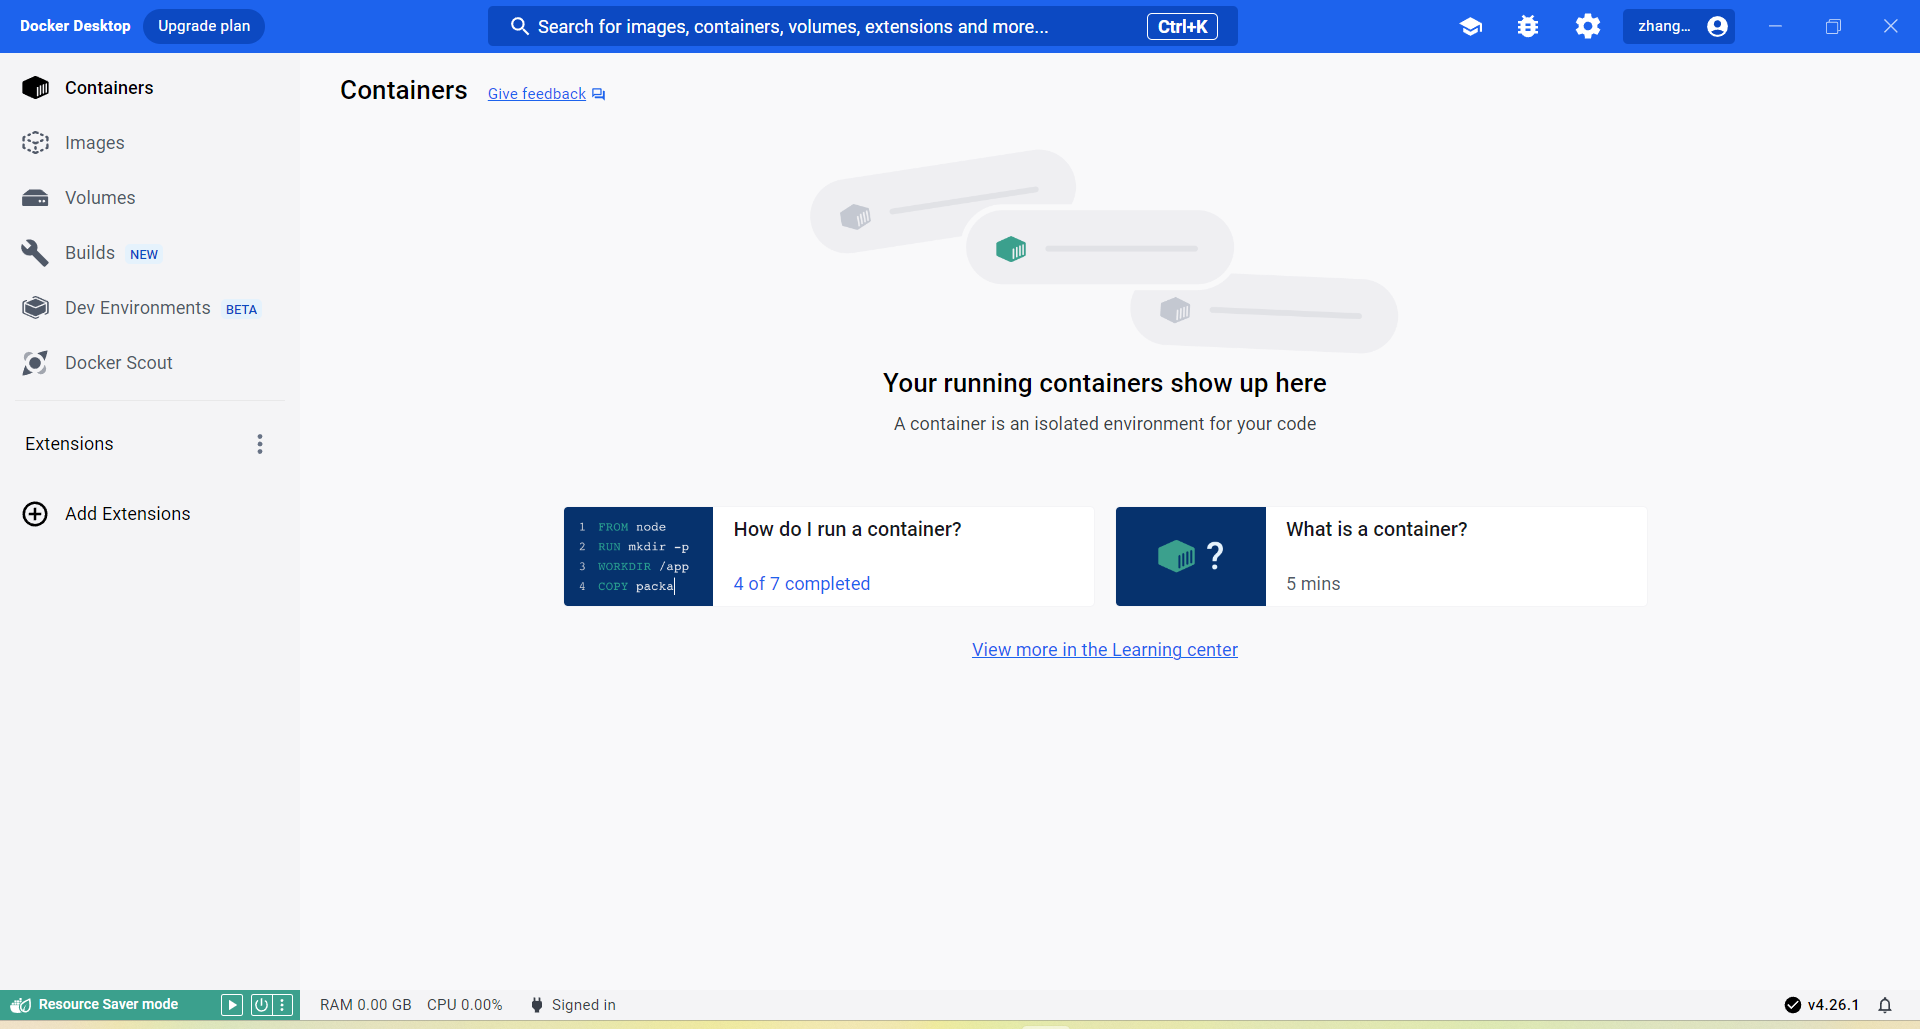 Docker Desktop
Upgrade plan
Search for images, containers, volumes, extensions and more...
Ctrl+K
zhang...
Containers
Images
Volumes
Builds NEW
Dev Environments BETA
Docker Scout
Extensions
Add Extensions
Containers
Give feedback
Your running containers show up here
A container is an isolated environment for your code
1 FROM node
2 RUN mkdir -p
3 WORKDIR /app
4 COPY packa
How do I run a container?
4 of 7 completed
?
What is a container?
5 mins
View more in the Learning center
Resource Saver mode
RAM 0.00 GB CPU 0.00% Signed in
v4.26.1